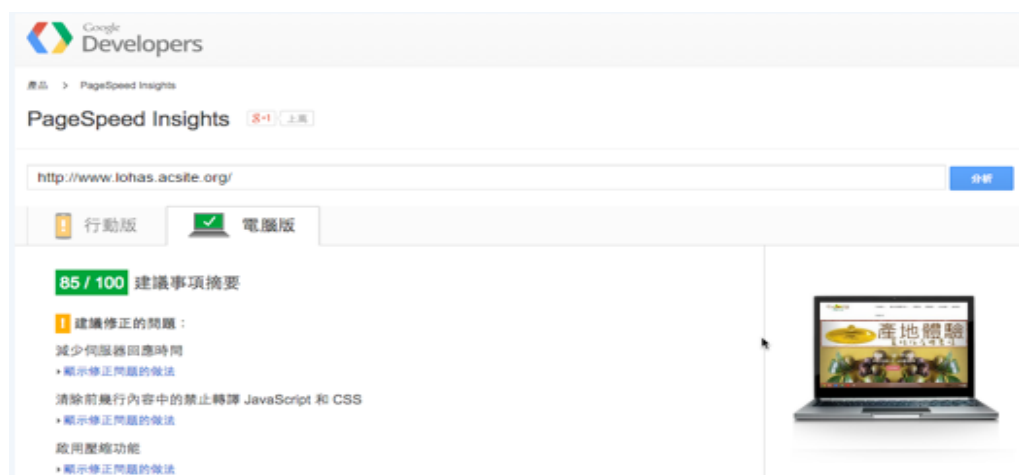 Google
Developers
產品 > PageSpeed Insights
PageSpeed Insights 8+1 上萬
http://www.lohas.acsite.org/ 分析
行動版 電腦版
85 / 100 建議事項摘要
! 建議修正的問題：
減少伺服器回應時間
顯示修正問題的做法
清除前幾行內容中的禁止轉譯 JavaScript 和 CSS
顯示修正問題的做法
啟用壓縮功能
顯示修正問題的做法
產地體驗